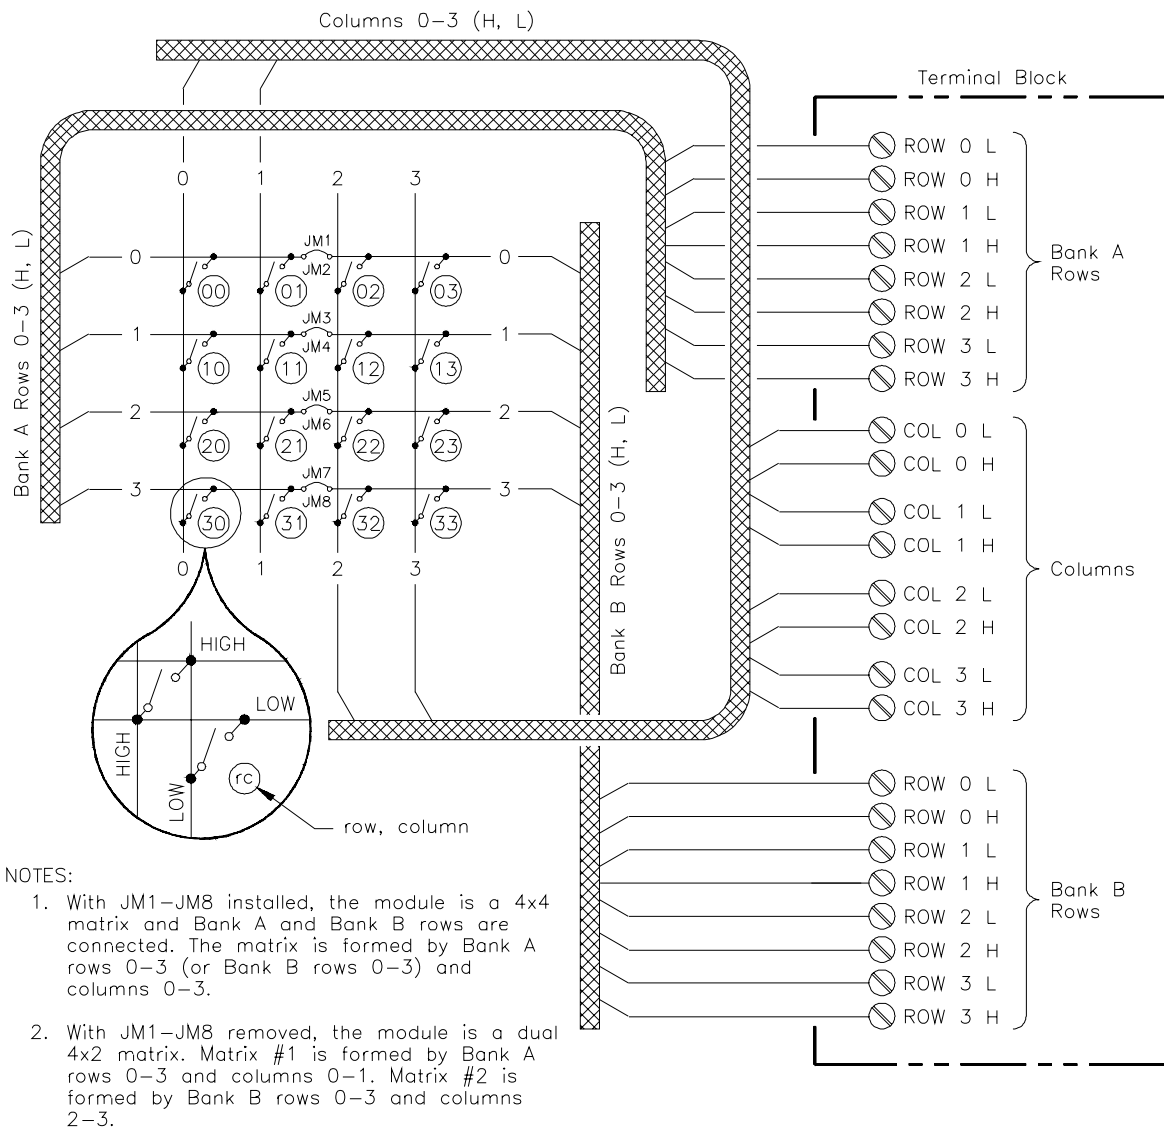 Columns 0-3 (H, L)
Terminal Block
Bank A Rows 0-3 (H, L)
0 1 2 3
0 JM1 0
JM2
00 01 02 03
1 JM3 1
JM4
10 11 12 13
2 JM5 2
JM6
20 21 22 23
3 JM7 3
JM8
30 31 32 33
0 1 2 3
Bank B Rows 0-3 (H, L)
HIGH
LOW
HIGH
LOW
rc
row, column
ROW 0 L
ROW 0 H
ROW 1 L
ROW 1 H
ROW 2 L
ROW 2 H
ROW 3 L
ROW 3 H
Bank A
Rows
COL 0 L
COL 0 H
COL 1 L
COL 1 H
COL 2 L
COL 2 H
COL 3 L
COL 3 H
Columns
ROW 0 L
ROW 0 H
ROW 1 L
ROW 1 H
ROW 2 L
ROW 2 H
ROW 3 L
ROW 3 H
Bank B
Rows
NOTES:
1. With JM1-JM8 installed, the module is a 4x4
matrix and Bank A and Bank B rows are
connected. The matrix is formed by Bank A
rows 0-3 (or Bank B rows 0-3) and
columns 0-3.
2. With JM1-JM8 removed, the module is a dual
4x2 matrix. Matrix #1 is formed by Bank A
rows 0-3 and columns 0-1. Matrix #2 is
formed by Bank B rows 0-3 and columns
2-3.